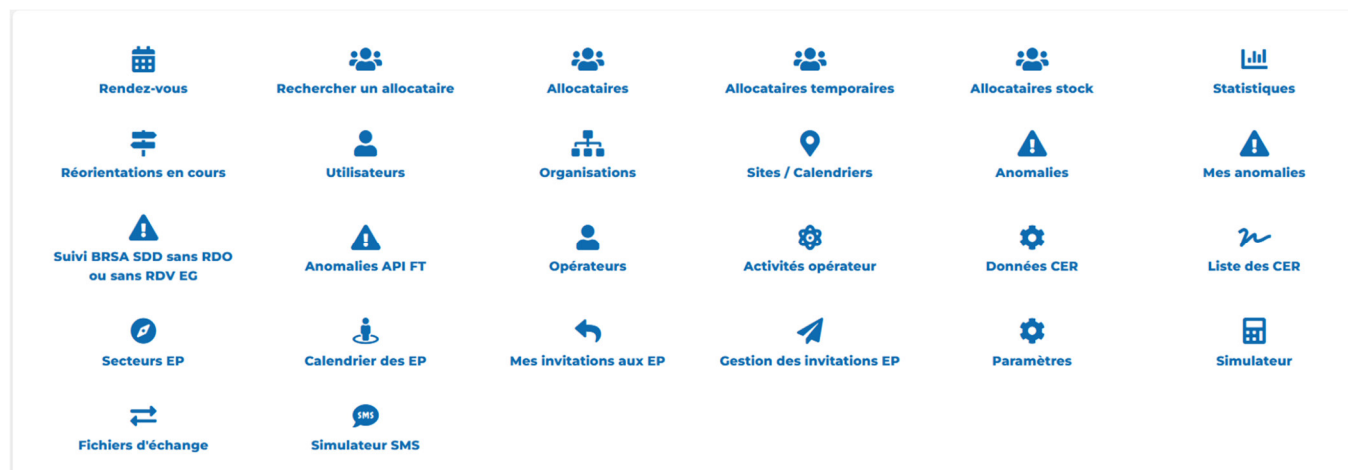 Rendez-vous
Rechercher un allocataire
Allocataires
Allocataires temporaires
Allocataires stock
Statistiques
Réorientations en cours
Utilisateurs
Organisations
Sites / Calendriers
Anomalies
Mes anomalies
Suivi BRSA SDD sans RDO
ou sans RDV EG
Anomalies API FT
Opérateurs
Activités opérateur
Données CER
Liste des CER
Secteurs EP
Calendrier des EP
Mes invitations aux EP
Gestion des invitations EP
Paramètres
Simulateur
Fichiers d'échange
SMS
Simulateur SMS